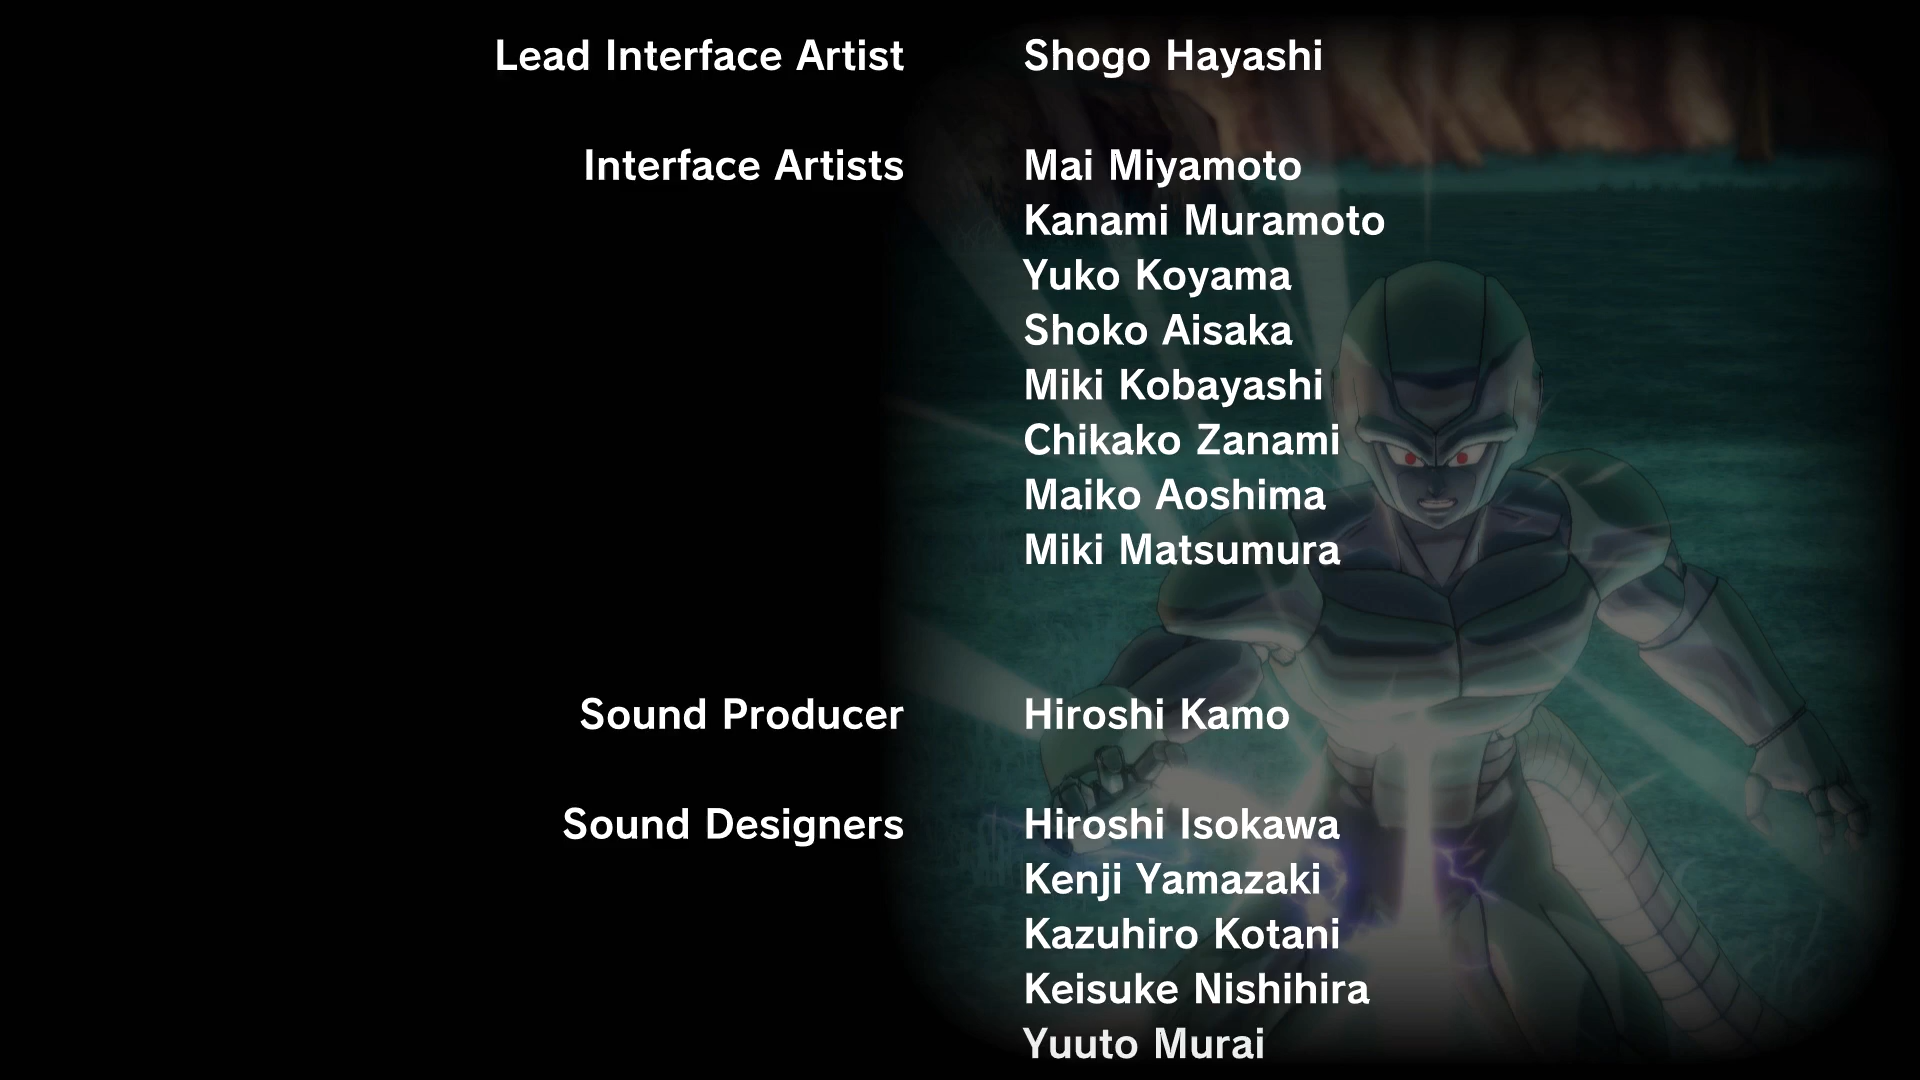 Lead Interface Artist Shogo Hayashi
Interface Artists Mai Miyamoto
Kanami Muramoto
Yuko Koyama
Shoko Aisaka
Miki Kobayashi
Chikako Zanami
Maiko Aoshima
Miki Matsumura
Sound Producer Hiroshi Kamo
Sound Designers Hiroshi Isokawa
Kenji Yamazaki
Kazuhiro Kotani
Keisuke Nishihira
Yuuto Murai